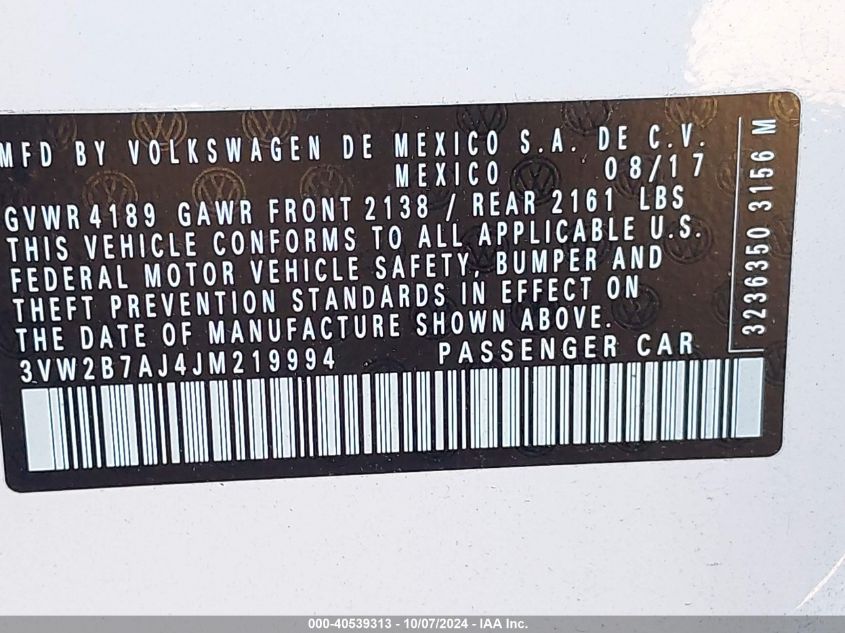 MFD BY VOLKSWAGEN DE MEXICO S.A. DE C.V.
MEXICO 08/17
GVWR 4189 GAWR FRONT 2138 / REAR 2161 LBS
THIS VEHICLE CONFORMS TO ALL APPLICABLE U.S.
FEDERAL MOTOR VEHICLE SAFETY, BUMPER AND
THEFT PREVENTION STANDARDS IN EFFECT ON
THE DATE OF MANUFACTURE SHOWN ABOVE.
3VW2B7AJ4JM219994 PASSENGER CAR
3236350 3156 M
000-40539313 - 10/07/2024 - IAA Inc.